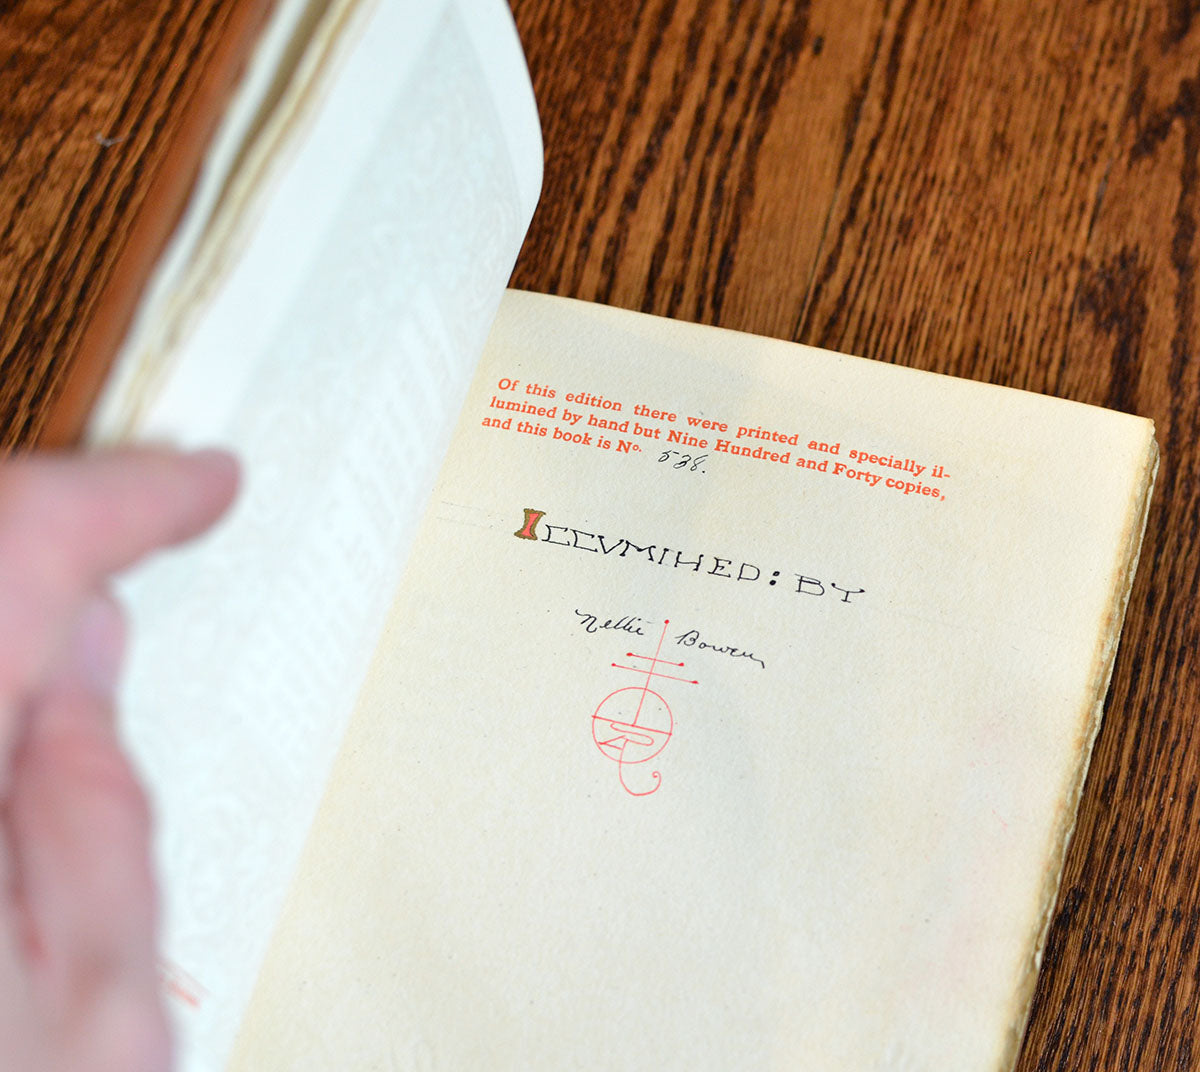 Of this edition there were printed and specially il-
lumined by hand but Nine Hundred and Forty copies,
and this book is No. 538.
ILLVMINED: BY
Nellie Bowen